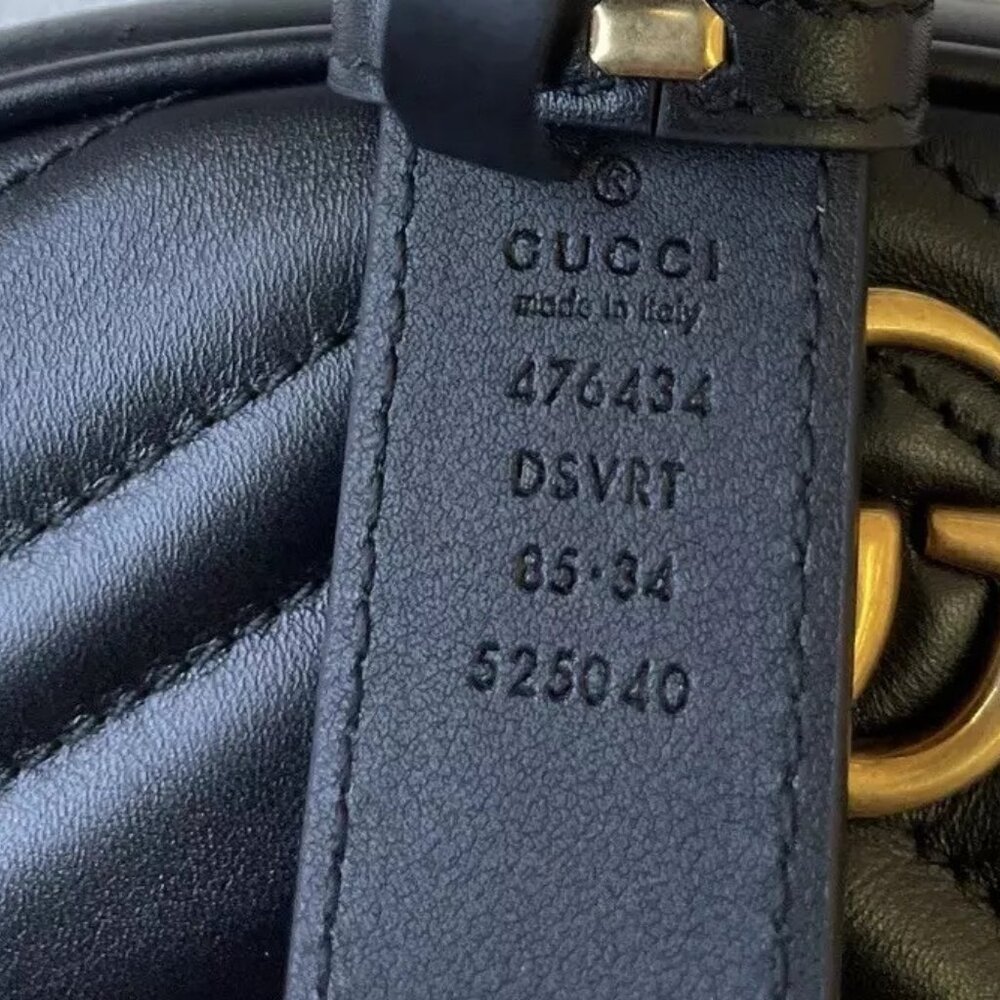 ®
GUCCI
made in italy
476434
DSVRT
85·34
525040